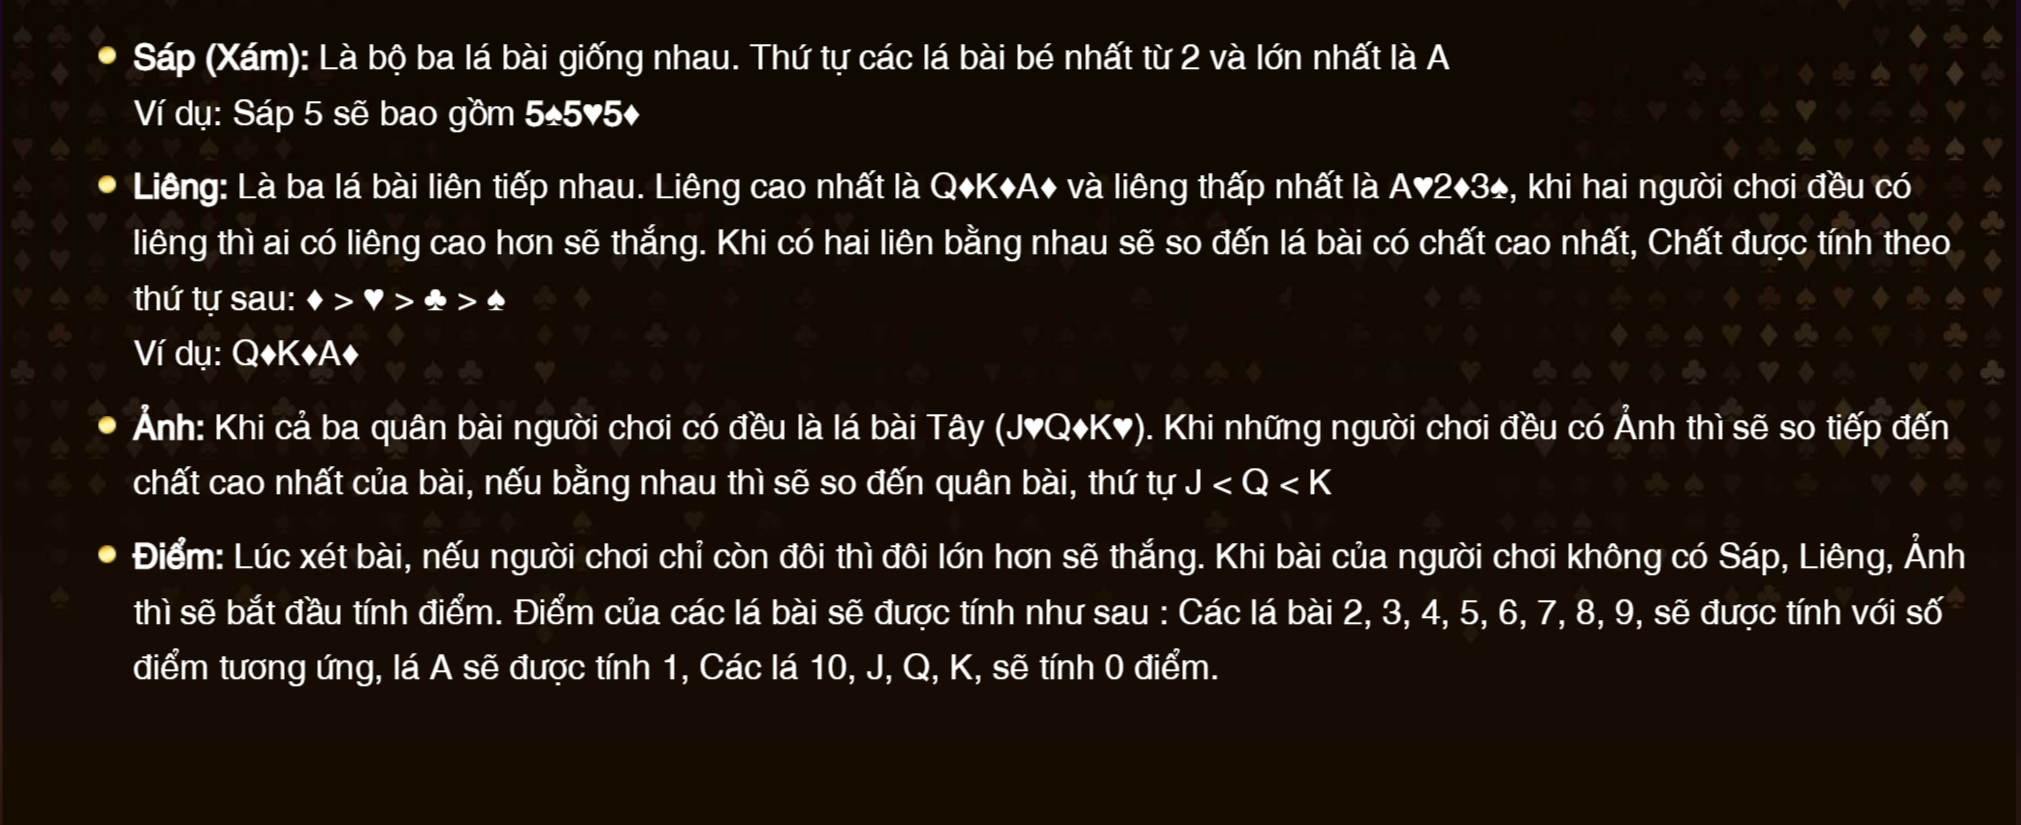 Sáp (Xám): Là bộ ba lá bài giống nhau. Thứ tự các lá bài bé nhất từ 2 và lớn nhất là A
Ví dụ: Sáp 5 sẽ bao gồm 5♠5♥5♦
Liêng: Là ba lá bài liên tiếp nhau. Liêng cao nhất là Q♦K♦A♦ và liêng thấp nhất là A♥2♦3♠, khi hai người chơi đều có
liêng thì ai có liêng cao hơn sẽ thắng. Khi có hai liên bằng nhau sẽ so đến lá bài có chất cao nhất, Chất được tính theo
thứ tự sau: ♦ > ♥ > ♣ > ♠
Ví dụ: Q♦K♦A♦
Ảnh: Khi cả ba quân bài người chơi có đều là lá bài Tây (J♥Q♦K♥). Khi những người chơi đều có Ảnh thì sẽ so tiếp đến
chất cao nhất của bài, nếu bằng nhau thì sẽ so đến quân bài, thứ tự J < Q < K
Điểm: Lúc xét bài, nếu người chơi chỉ còn đôi thì đôi lớn hơn sẽ thắng. Khi bài của người chơi không có Sáp, Liêng, Ảnh
thì sẽ bắt đầu tính điểm. Điểm của các lá bài sẽ được tính như sau : Các lá bài 2, 3, 4, 5, 6, 7, 8, 9, sẽ được tính với số
điểm tương ứng, lá A sẽ được tính 1, Các lá 10, J, Q, K, sẽ tính 0 điểm.